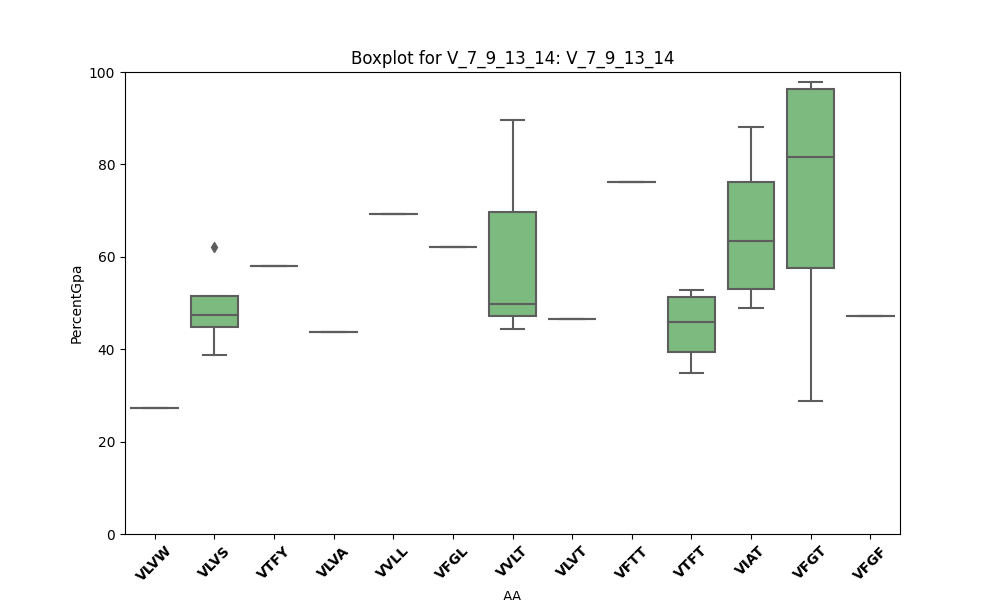 Boxplot for V_7_9_13_14: V_7_9_13_14
100
80
60
40
20
0
PercentGpa
VLVW
VLVS
VTFY
VLVA
VVLL
VFGL
VVLT
VLVT
VFTT
VTFT
VIAT
VFGT
VFGF
AA